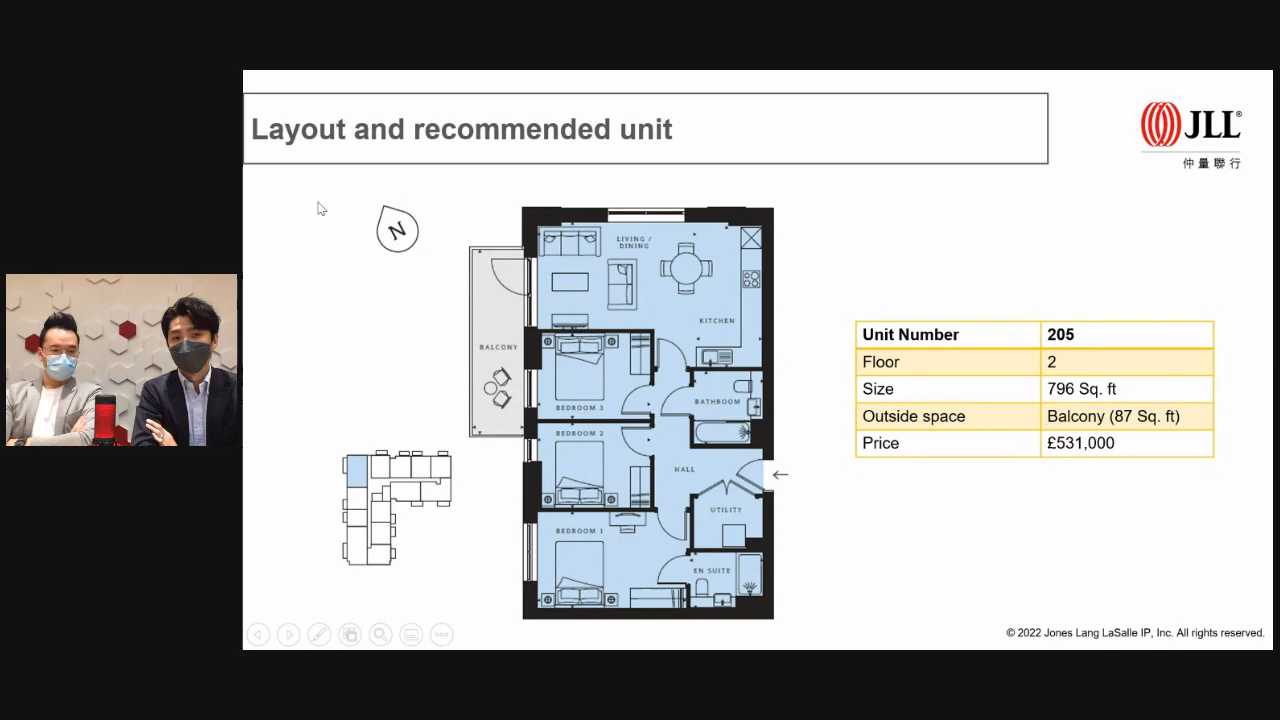 Layout and recommended unit
JLL®
仲量聯行
N
LIVING /
DINING
KITCHEN
BALCONY
BEDROOM 3
BATHROOM
BEDROOM 2
HALL
UTILITY
BEDROOM 1
EN SUITE
Unit Number 205
Floor 2
Size 796 Sq. ft
Outside space Balcony (87 Sq. ft)
Price £531,000
© 2022 Jones Lang LaSalle IP, Inc. All rights reserved.